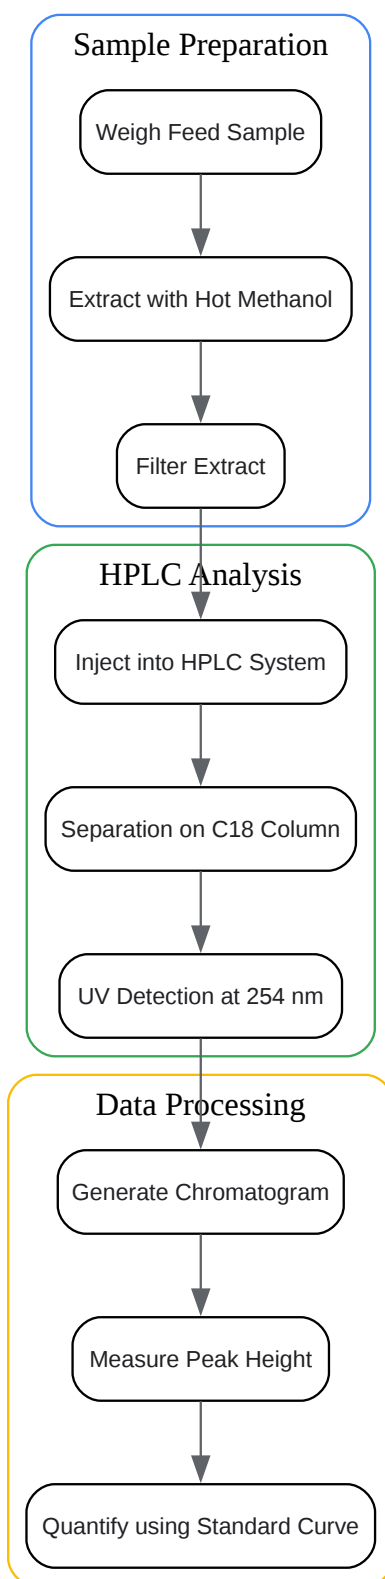 Sample Preparation
Weigh Feed Sample
Extract with Hot Methanol
Filter Extract
HPLC Analysis
Inject into HPLC System
Separation on C18 Column
UV Detection at 254 nm
Data Processing
Generate Chromatogram
Measure Peak Height
Quantify using Standard Curve